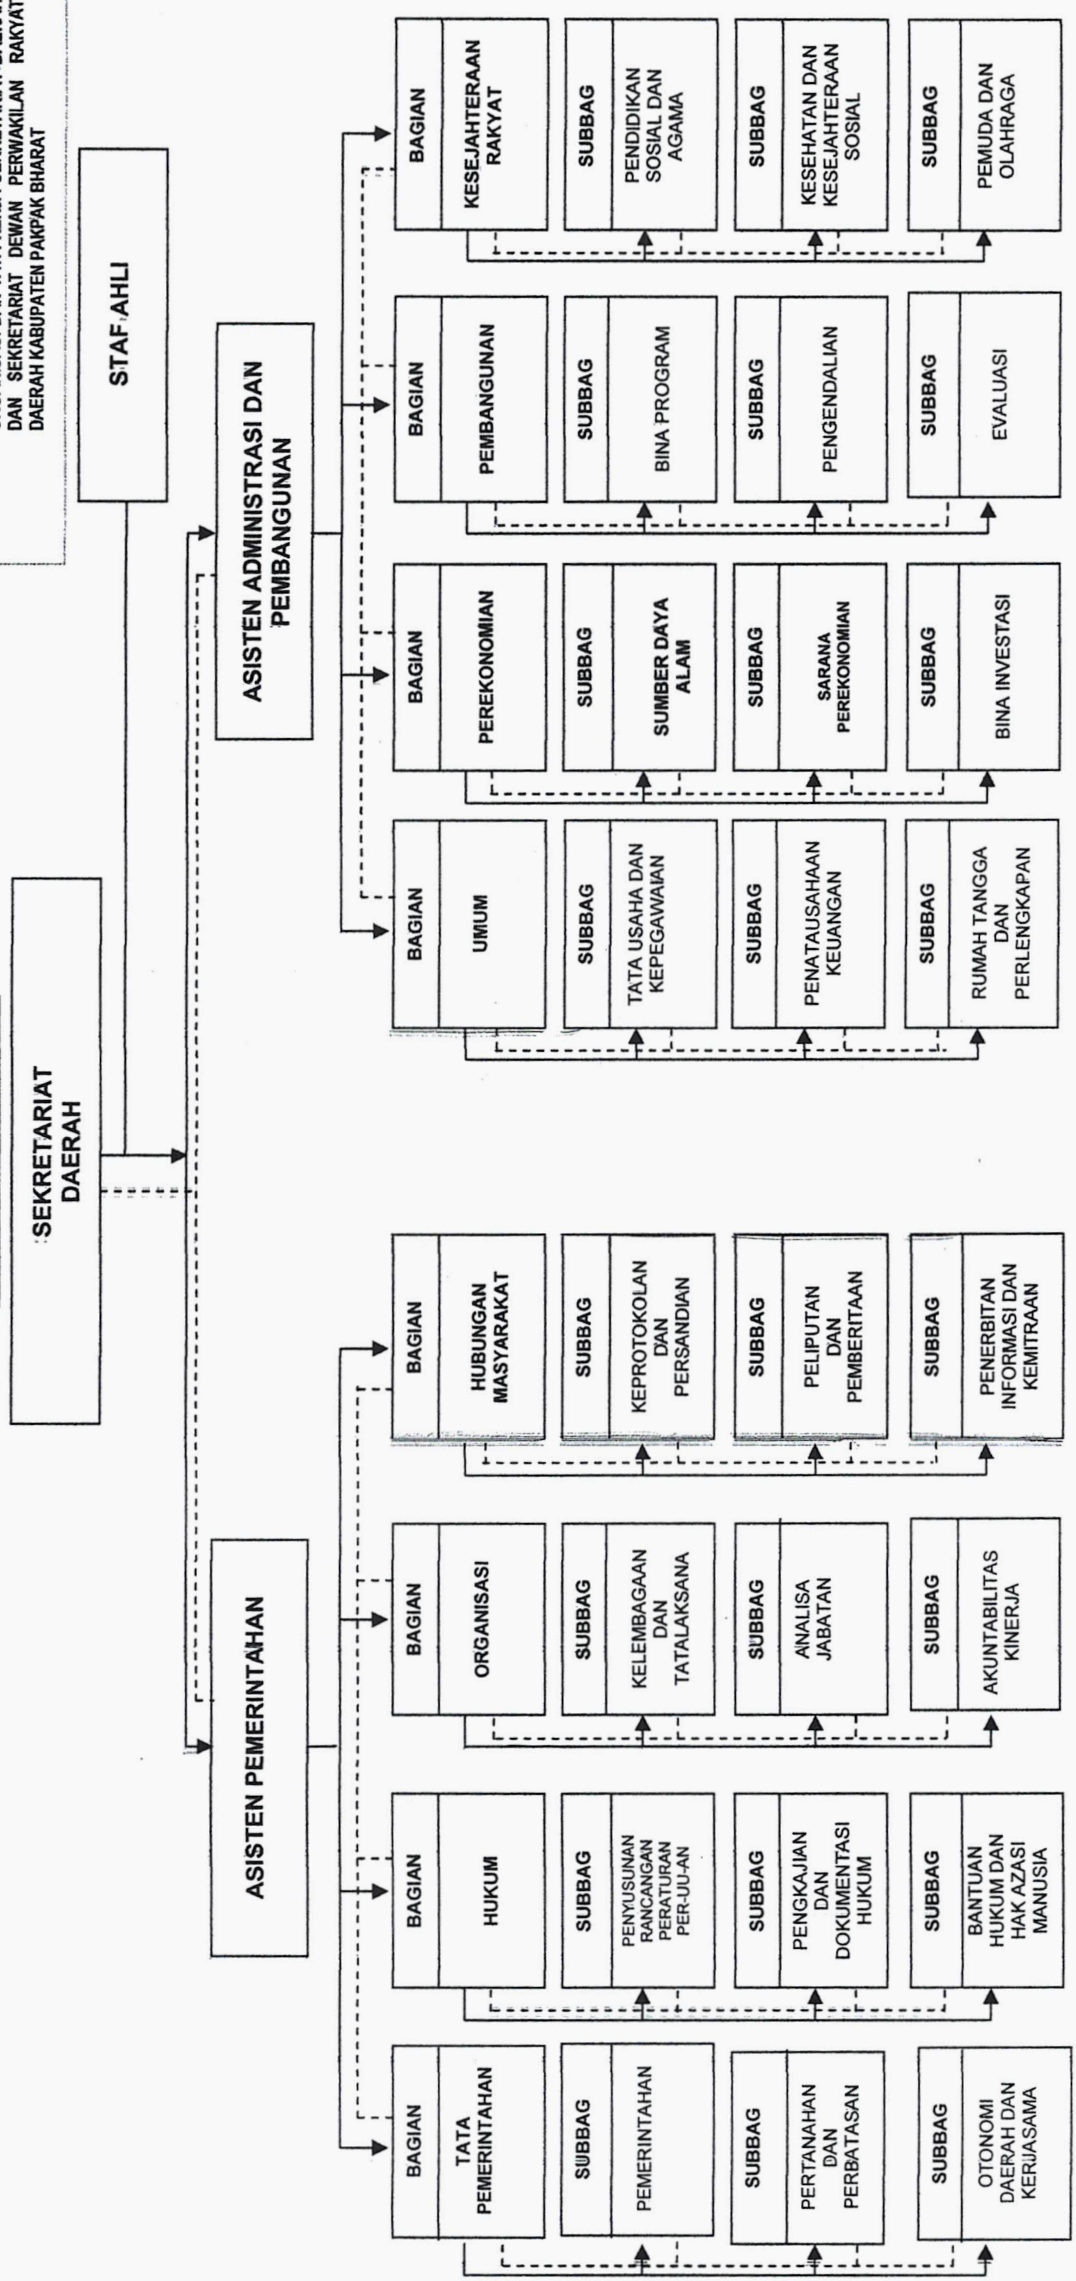 DAN SEKRETARIAT DEWAN PERWAKILAN RAKYAT
DAERAH KABUPATEN PAKPAK BHARAT
SEKRETARIAT
DAERAH
STAF AHLI
ASISTEN PEMERINTAHAN
ASISTEN ADMINISTRASI DAN
PEMBANGUNAN
BAGIAN
TATA
PEMERINTAHAN
SUBBAG
PEMERINTAHAN
SUBBAG
PERTANAHAN
DAN
PERBATASAN
SUBBAG
OTONOMI
DAERAH DAN
KERJASAMA
BAGIAN
HUKUM
SUBBAG
PENYUSUNAN
RANCANGAN
PERATURAN
PER-UU-AN
SUBBAG
PENGKAJIAN
DAN
DOKUMENTASI
HUKUM
SUBBAG
BANTUAN
HUKUM DAN
HAK AZASI
MANUSIA
BAGIAN
ORGANISASI
SUBBAG
KELEMBAGAAN
DAN
TATALAKSANA
SUBBAG
ANALISA
JABATAN
SUBBAG
AKUNTABILITAS
KINERJA
BAGIAN
HUBUNGAN
MASYARAKAT
SUBBAG
KEPROTOKOLAN
DAN
PERSANDIAN
SUBBAG
PELIPUTAN
DAN
PEMBERITAAN
SUBBAG
PENERBITAN
INFORMASI DAN
KEMITRAAN
BAGIAN
UMUM
SUBBAG
TATA USAHA DAN
KEPEGAWAIAN
SUBBAG
PENATAUSAHAAN
KEUANGAN
SUBBAG
RUMAH TANGGA
DAN
PERLENGKAPAN
BAGIAN
PEREKONOMIAN
SUBBAG
SUMBER DAYA
ALAM
SUBBAG
SARANA
PEREKONOMIAN
SUBBAG
BINA INVESTASI
BAGIAN
PEMBANGUNAN
SUBBAG
BINA PROGRAM
SUBBAG
PENGENDALIAN
SUBBAG
EVALUASI
BAGIAN
KESEJAHTERAAN
RAKYAT
SUBBAG
PENDIDIKAN
SOSIAL DAN
AGAMA
SUBBAG
KESEHATAN DAN
KESEJAHTERAAN
SOSIAL
SUBBAG
PEMUDA DAN
OLAHRAGA